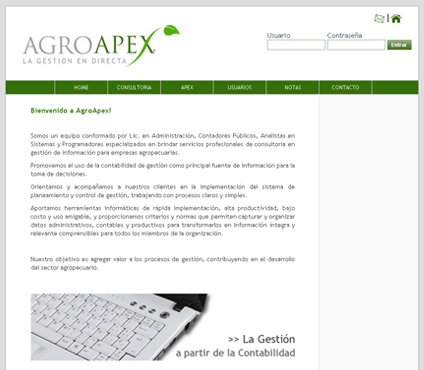 AGROAPEX
LA GESTION EN DIRECTA
Usuario
Contraseña
Entrar
HOME
CONSULTORIA
APEX
USUARIOS
NOTAS
CONTACTO
Bienvenido a AgroApex!
Somos un equipo conformado por Lic. en Administración, Contadores Públicos, Analistas en
Sistemas y Programadores especializados en brindar servicios profesionales de consultoria en
gestión de información para empresas agropecuarias.
Promovemos el uso de la contabilidad de gestión como principal fuente de información para la
toma de decisiones.
Orientamos y acompañamos a nuestros clientes en la implementación del sistema de
planeamiento y control de gestión, trabajando con procesos claros y simples.
Aportamos herramientas informáticas de rápida implementación, alta productividad, bajo
costo y uso amigable, y proporcionamos criterios y normas que permiten capturar y organizar
datos administrativos, contables y productivos para transformarlos en información íntegra y
relevante comprensibles para todos los miembros de la organización.
Nuestro objetivo es agregar valor a los procesos de gestión, contribuyendo en el desarrollo
del sector agropecuario.
>> La Gestión
a partir de la Contabilidad